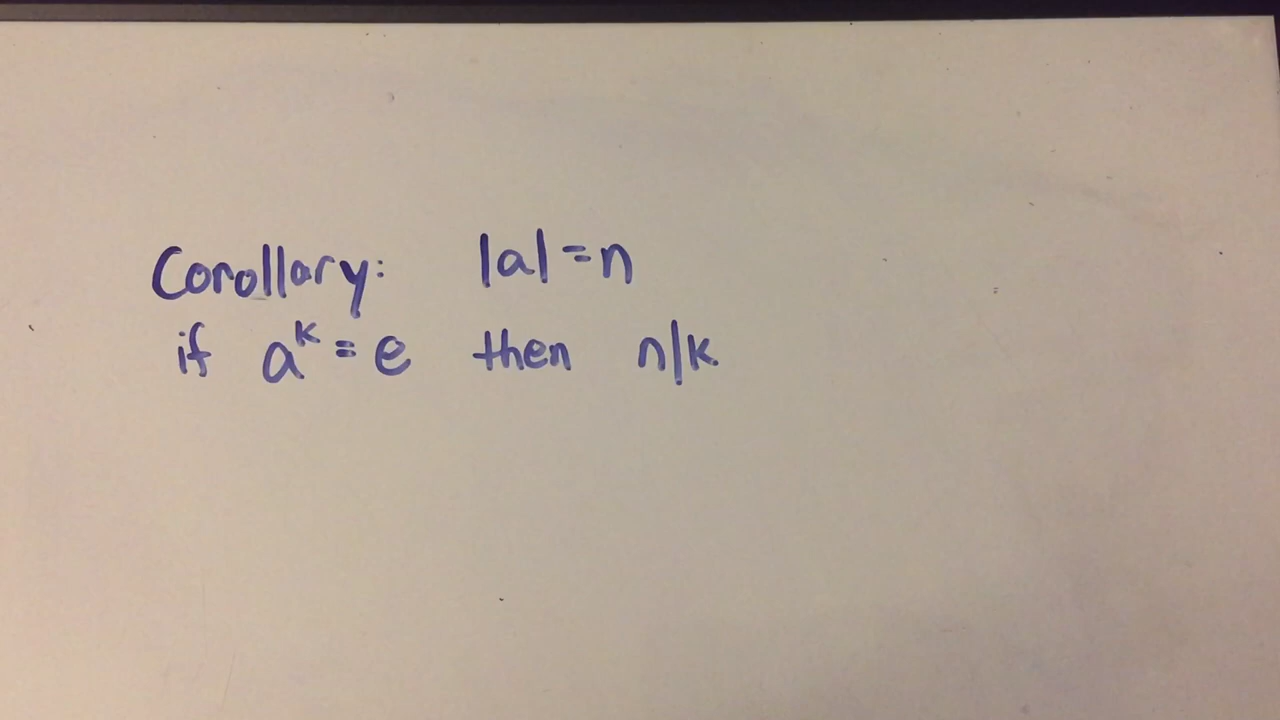 Corollary: |a|=n
if a^k = e then n|k